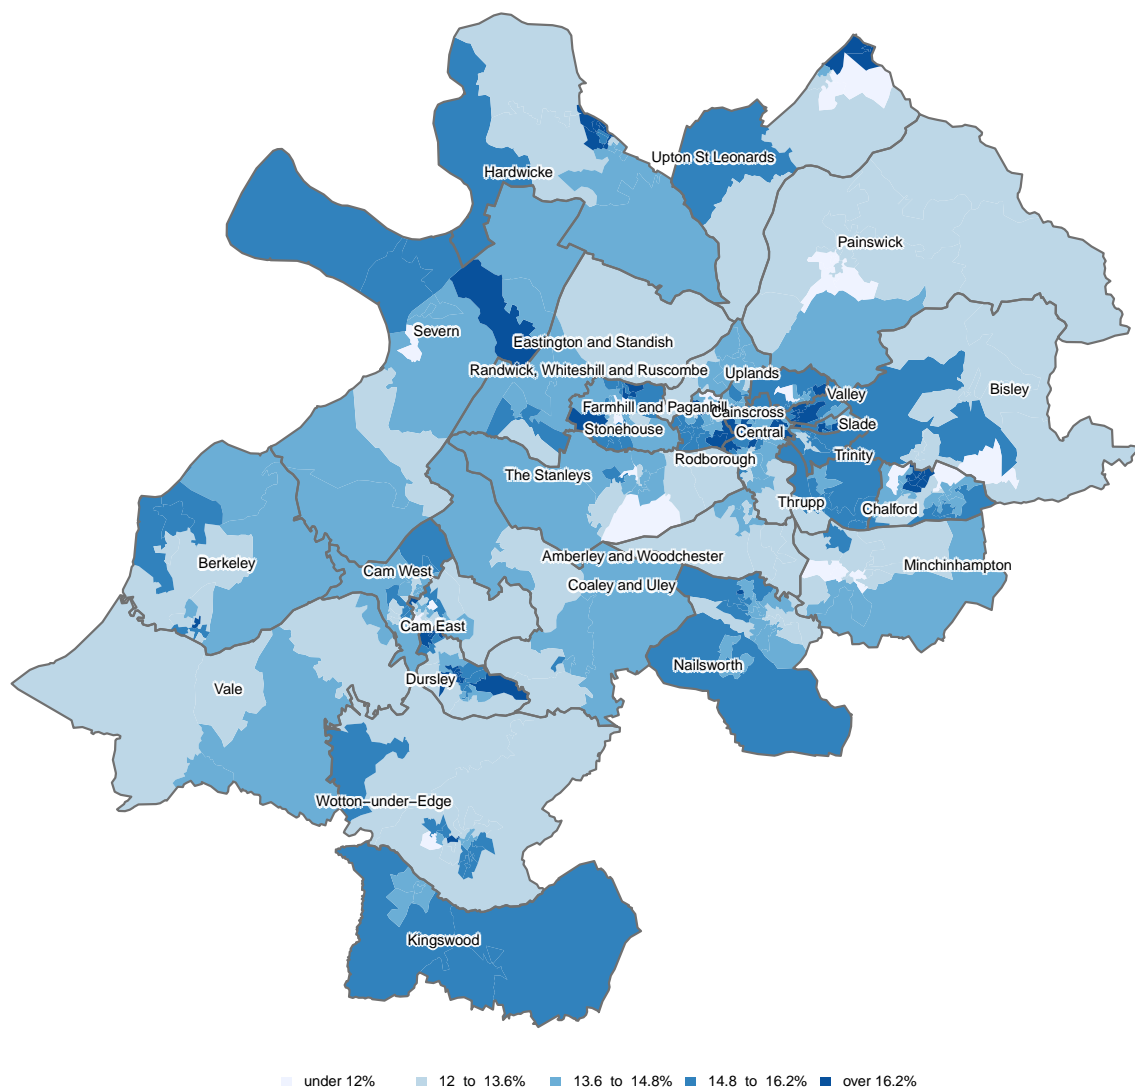 Hardwicke
Upton St Leonards
Painswick
Severn
Eastington and Standish
Randwick, Whiteshill and Ruscombe
Uplands
Bisley
Valley
Farmhill and Paganhill
Cainscross
Slade
Stonehouse
Central
Trinity
Rodborough
The Stanleys
Thrupp
Chalford
Amberley and Woodchester
Berkeley
Minchinhampton
Cam West
Coaley and Uley
Cam East
Nailsworth
Dursley
Vale
Wotton−under−Edge
Kingswood
under 12% 12 to 13.6% 13.6 to 14.8% 14.8 to 16.2% over 16.2%